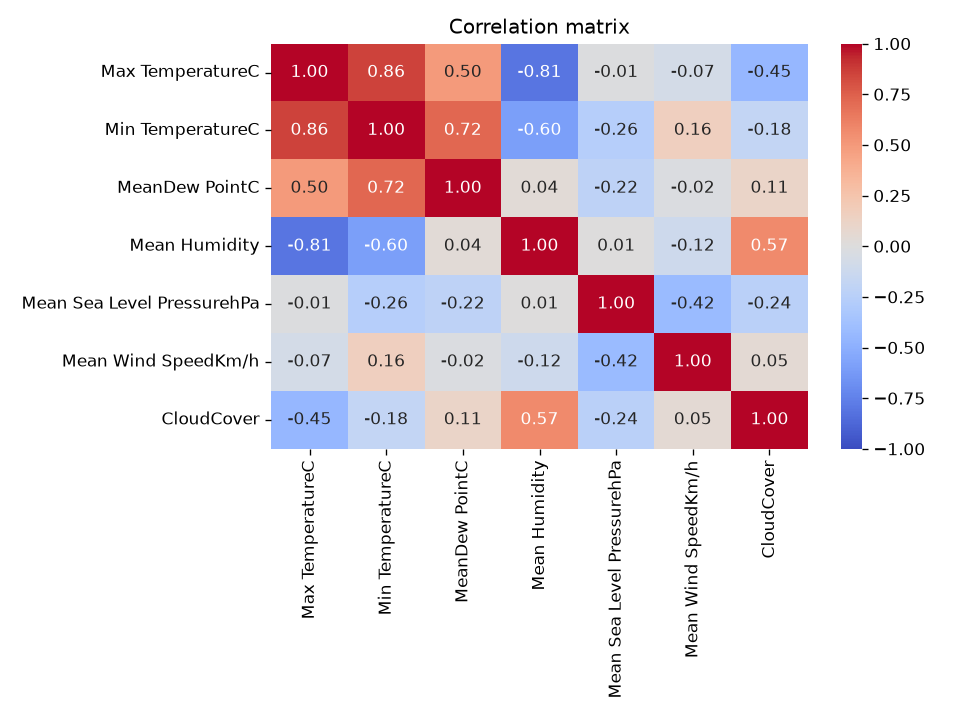 Correlation matrix
Max TemperatureC 1.00 0.86 0.50 -0.81 -0.01 -0.07 -0.45
Min TemperatureC 0.86 1.00 0.72 -0.60 -0.26 0.16 -0.18
MeanDew PointC 0.50 0.72 1.00 0.04 -0.22 -0.02 0.11
Mean Humidity -0.81 -0.60 0.04 1.00 0.01 -0.12 0.57
Mean Sea Level PressurehPa -0.01 -0.26 -0.22 0.01 1.00 -0.42 -0.24
Mean Wind SpeedKm/h -0.07 0.16 -0.02 -0.12 -0.42 1.00 0.05
CloudCover -0.45 -0.18 0.11 0.57 -0.24 0.05 1.00
Max TemperatureC
Min TemperatureC
MeanDew PointC
Mean Humidity
Mean Sea Level PressurehPa
Mean Wind SpeedKm/h
CloudCover
1.00
0.75
0.50
0.25
0.00
−0.25
−0.50
−0.75
−1.00